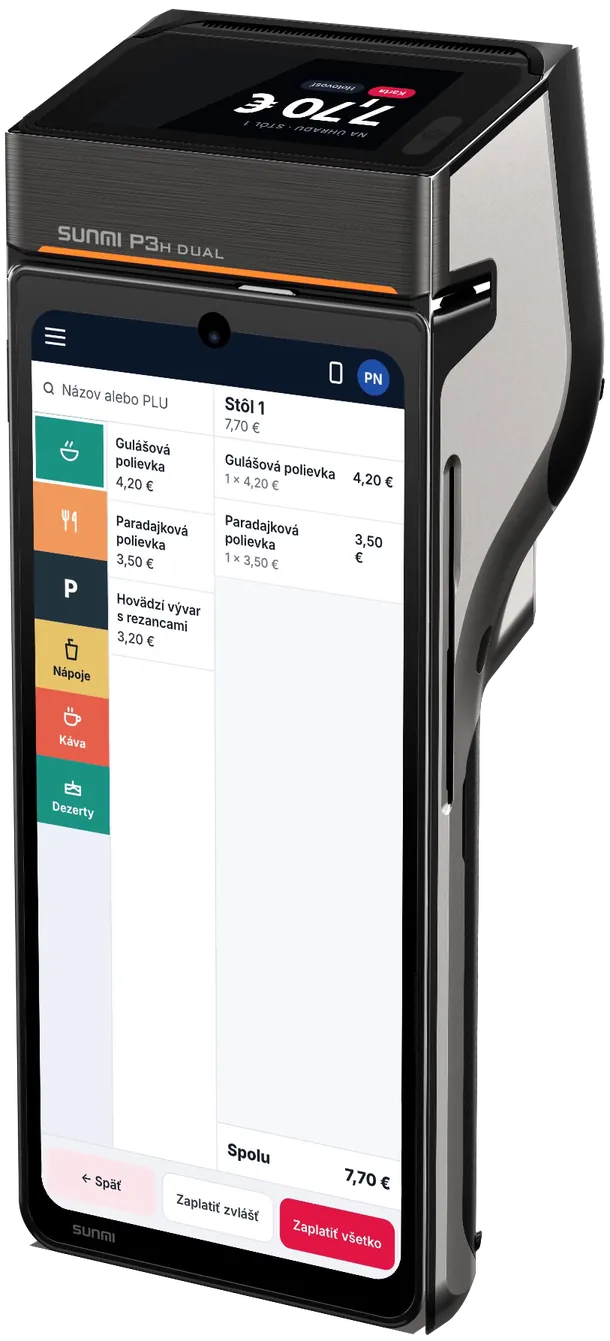 NA ÚHRADU · STÔL 1
7,70 €
Karta
Hotovosť
SUNMI P3H DUAL
PN
Názov alebo PLU
Stôl 1
7,70 €
Gulášová
polievka
4,20 €
Paradajková
polievka
3,50 €
Hovädzí vývar
s rezancami
3,20 €
P
Nápoje
Káva
Dezerty
Gulášová polievka
4,20 €
1 × 4,20 €
Paradajková
polievka
3,50
€
1 × 3,50 €
Spolu
7,70 €
← Späť
Zaplatiť zvlášť
Zaplatiť všetko
SUNMI